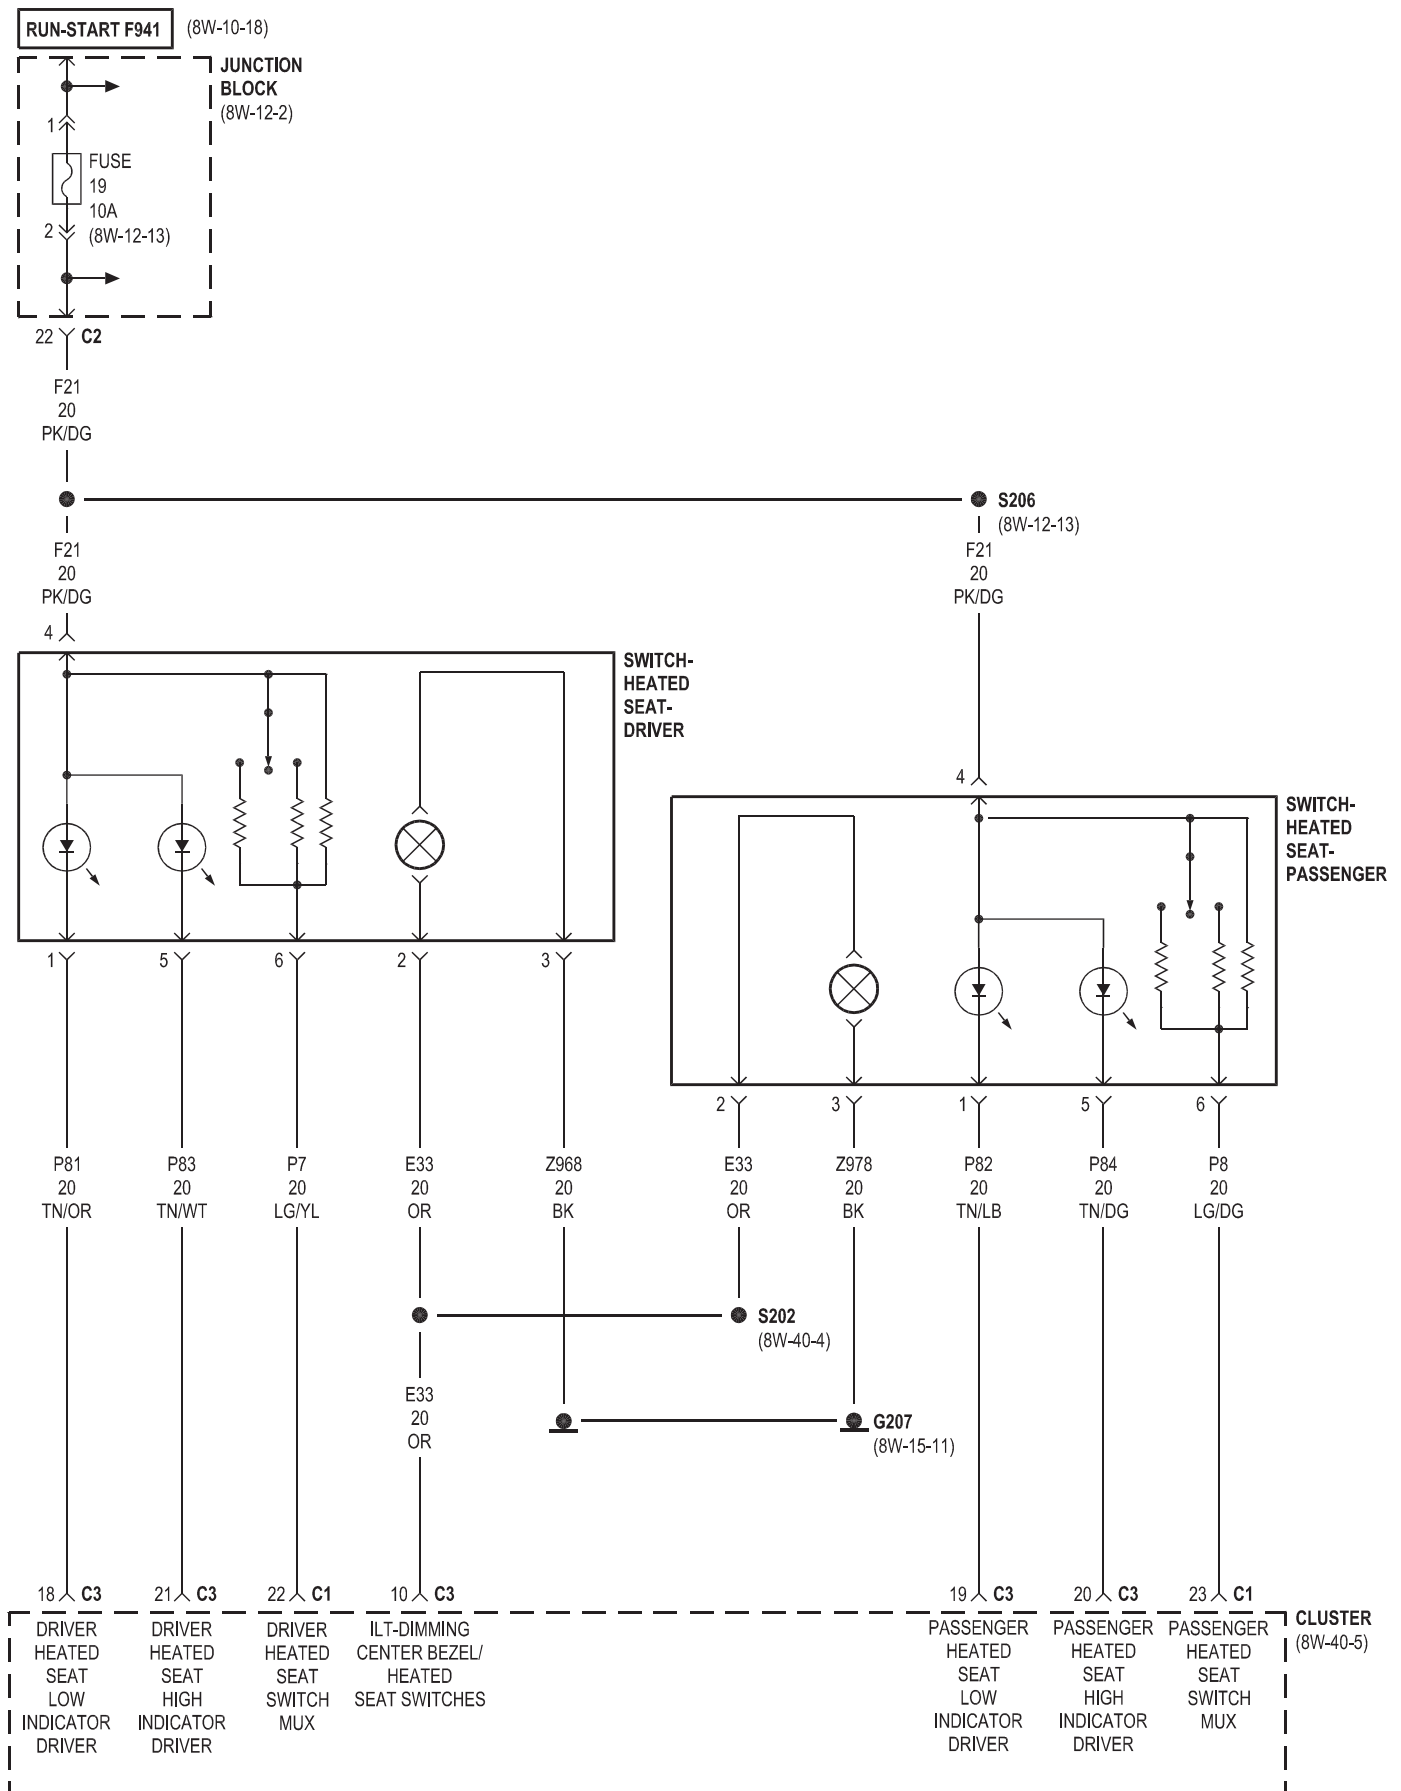 RUN-START F941 (8W-10-18)
JUNCTION
BLOCK
(8W-12-2)
1
FUSE
19
10A
2
(8W-12-13)
22 C2
F21
20
PK/DG
S206
(8W-12-13)
F21
20
PK/DG
F21
20
PK/DG
4
SWITCH-
HEATED
SEAT-
DRIVER
4
SWITCH-
HEATED
SEAT-
PASSENGER
1 5 6 2 3
2 3 1 5 6
P81
20
TN/OR
P83
20
TN/WT
P7
20
LG/YL
E33
20
OR
Z968
20
BK
E33
20
OR
Z978
20
BK
P82
20
TN/LB
P84
20
TN/DG
P8
20
LG/DG
S202
(8W-40-4)
E33
20
OR
G207
(8W-15-11)
18 C3 21 C3 22 C1 10 C3 19 C3 20 C3 23 C1
CLUSTER
(8W-40-5)
DRIVER
HEATED
SEAT
LOW
INDICATOR
DRIVER
DRIVER
HEATED
SEAT
HIGH
INDICATOR
DRIVER
DRIVER
HEATED
SEAT
SWITCH
MUX
ILT-DIMMING
CENTER BEZEL/
HEATED
SEAT SWITCHES
PASSENGER
HEATED
SEAT
LOW
INDICATOR
DRIVER
PASSENGER
HEATED
SEAT
HIGH
INDICATOR
DRIVER
PASSENGER
HEATED
SEAT
SWITCH
MUX